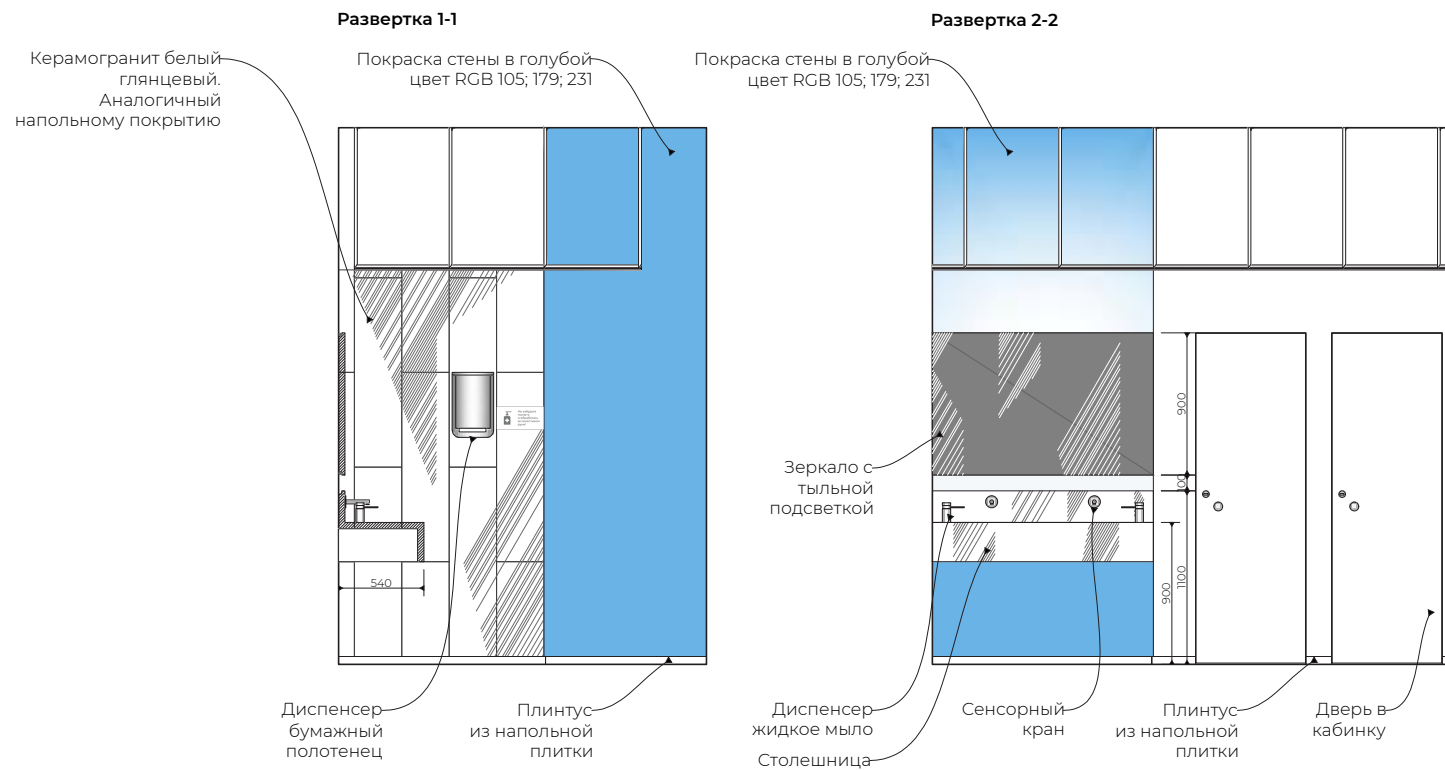 Развертка 1-1
Керамогранит белый
глянцевый.
Аналогичный
напольному покрытию
Покраска стены в голубой
цвет RGB 105; 179; 231
540
Диспенсер
бумажный
полотенец
Плинтус
из напольной
плитки
Развертка 2-2
Покраска стены в голубой
цвет RGB 105; 179; 231
Зеркало с
тыльной
подсветкой
900
100
900
1100
Диспенсер
жидкое мыло
Столешница
Сенсорный
кран
Плинтус
из напольной
плитки
Дверь в
кабинку